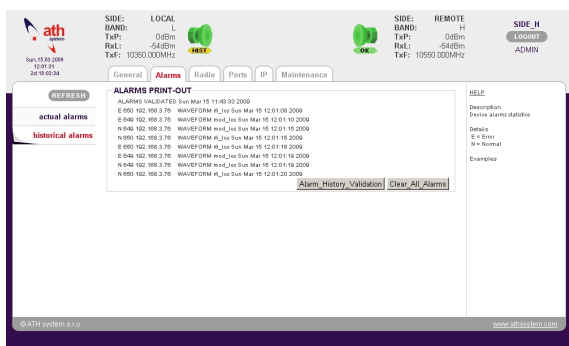 ath
system
Sun,15.03.2009
12:01:31
2d 18:03:34
SIDE: LOCAL
BAND: L
TxP: 0dBm
RxL: -54dBm
TxF: 10350.000MHz
HIST
OK
SIDE: REMOTE
BAND: H
TxP: 0dBm
RxL: -54dBm
TxF: 10550.000MHz
SIDE_H
LOGOUT
ADMIN
General Alarms Radio Ports IP Maintenance
REFRESH
actual alarms
historical alarms
ALARMS PRINT-OUT
ALARMS VALIDATED Sun Mar 15 11:43:33 2009
E 650 192.168.3.76 WAVEFORM rfi_los Sun Mar 15 12:01:08 2009
E 649 192.168.3.76 WAVEFORM mod_los Sun Mar 15 12:01:10 2009
N 649 192.168.3.76 WAVEFORM mod_los Sun Mar 15 12:01:15 2009
N 650 192.168.3.76 WAVEFORM rfi_los Sun Mar 15 12:01:15 2009
E 650 192.168.3.76 WAVEFORM rfi_los Sun Mar 15 12:01:18 2009
E 649 192.168.3.76 WAVEFORM mod_los Sun Mar 15 12:01:19 2009
N 649 192.168.3.76 WAVEFORM mod_los Sun Mar 15 12:01:19 2009
N 650 192.168.3.76 WAVEFORM rfi_los Sun Mar 15 12:01:20 2009
Alarm_History_Validation Clear_All_Alarms
HELP
Description
Device alarms statistics
Details
E = Error
N = Normal
Examples
© ATH system s.r.o.
www.athsystem.com